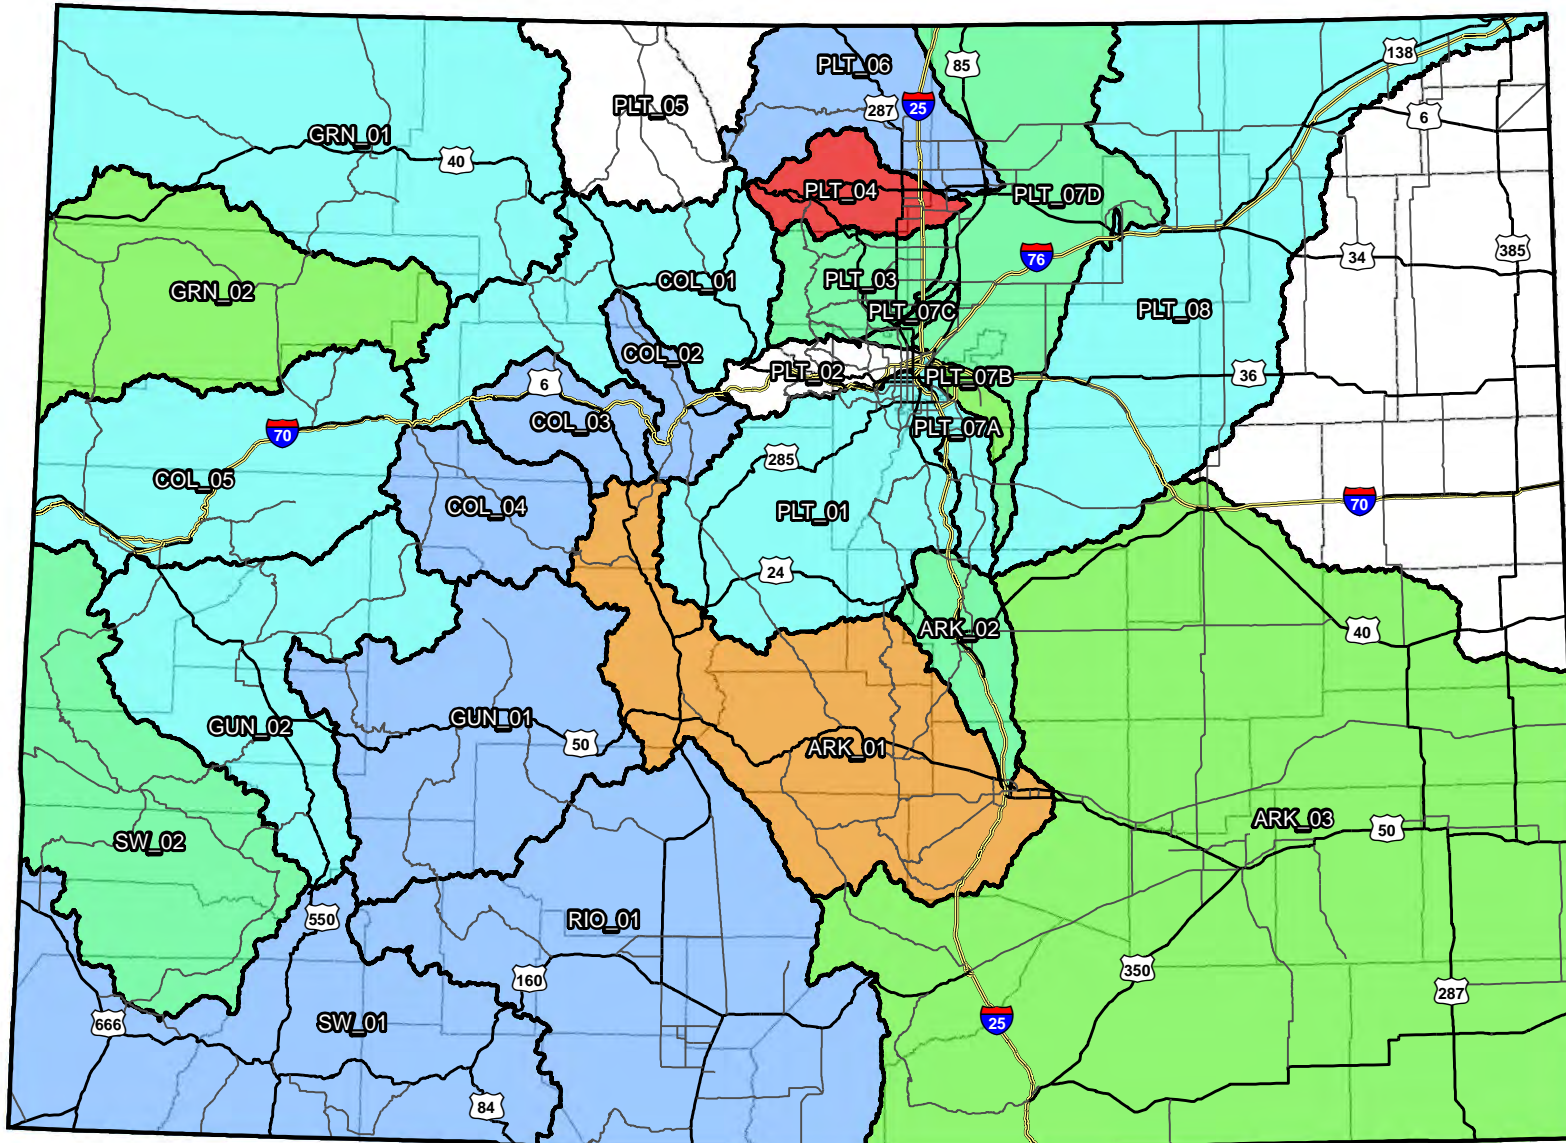 138
PLT_06
85
PLT_05
287
25
6
GRN_01
40
PLT_04
PLT_07D
385
34
76
COL_01
PLT_03
GRN_02
PLT_07C
PLT_08
COL_02
PLT_02
PLT_07B
36
6
COL_03
PLT_07A
70
285
COL_05
COL_04
PLT_01
70
24
ARK_02
40
GUN_02
GUN_01
50
ARK_01
ARK_03
50
SW_02
550
RIO_01
350
160
287
666
SW_01
25
84